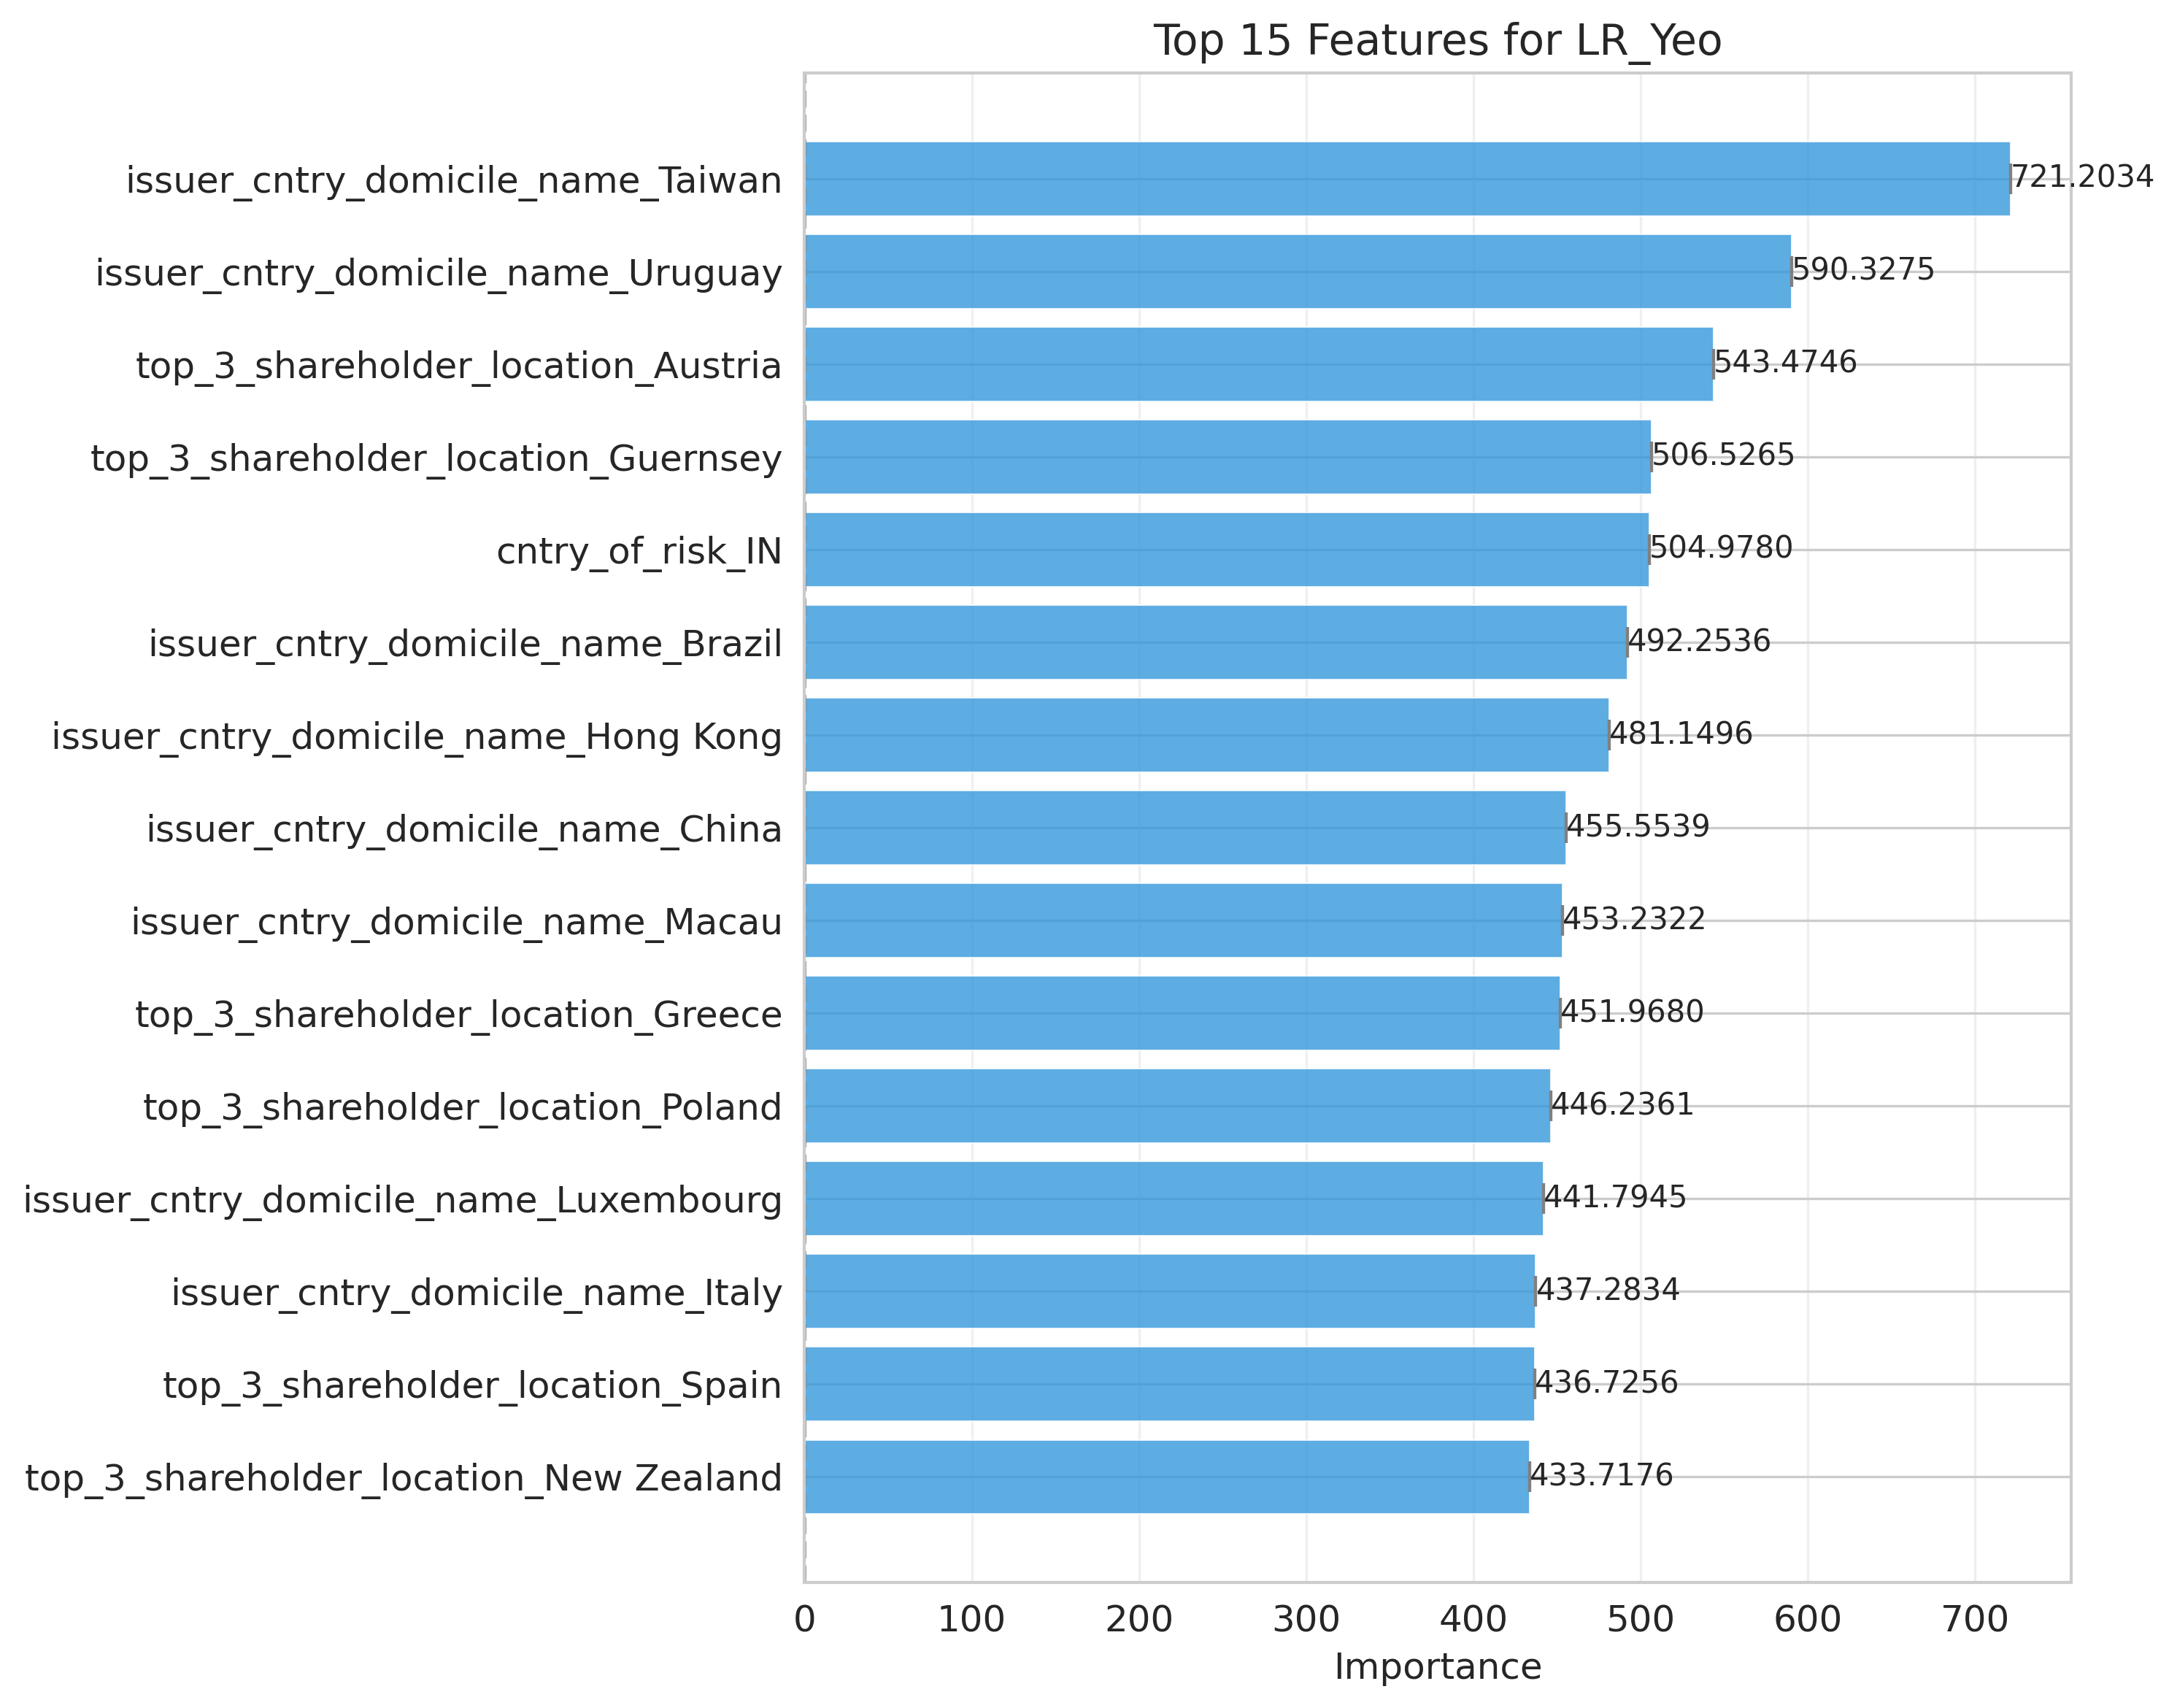 Top 15 Features for LR_Yeo
issuer_cntry_domicile_name_Taiwan 721.2034
issuer_cntry_domicile_name_Uruguay 590.3275
top_3_shareholder_location_Austria 543.4746
top_3_shareholder_location_Guernsey 506.5265
cntry_of_risk_IN 504.9780
issuer_cntry_domicile_name_Brazil 492.2536
issuer_cntry_domicile_name_Hong Kong 481.1496
issuer_cntry_domicile_name_China 455.5539
issuer_cntry_domicile_name_Macau 453.2322
top_3_shareholder_location_Greece 451.9680
top_3_shareholder_location_Poland 446.2361
issuer_cntry_domicile_name_Luxembourg 441.7945
issuer_cntry_domicile_name_Italy 437.2834
top_3_shareholder_location_Spain 436.7256
top_3_shareholder_location_New Zealand 433.7176
0 100 200 300 400 500 600 700
Importance